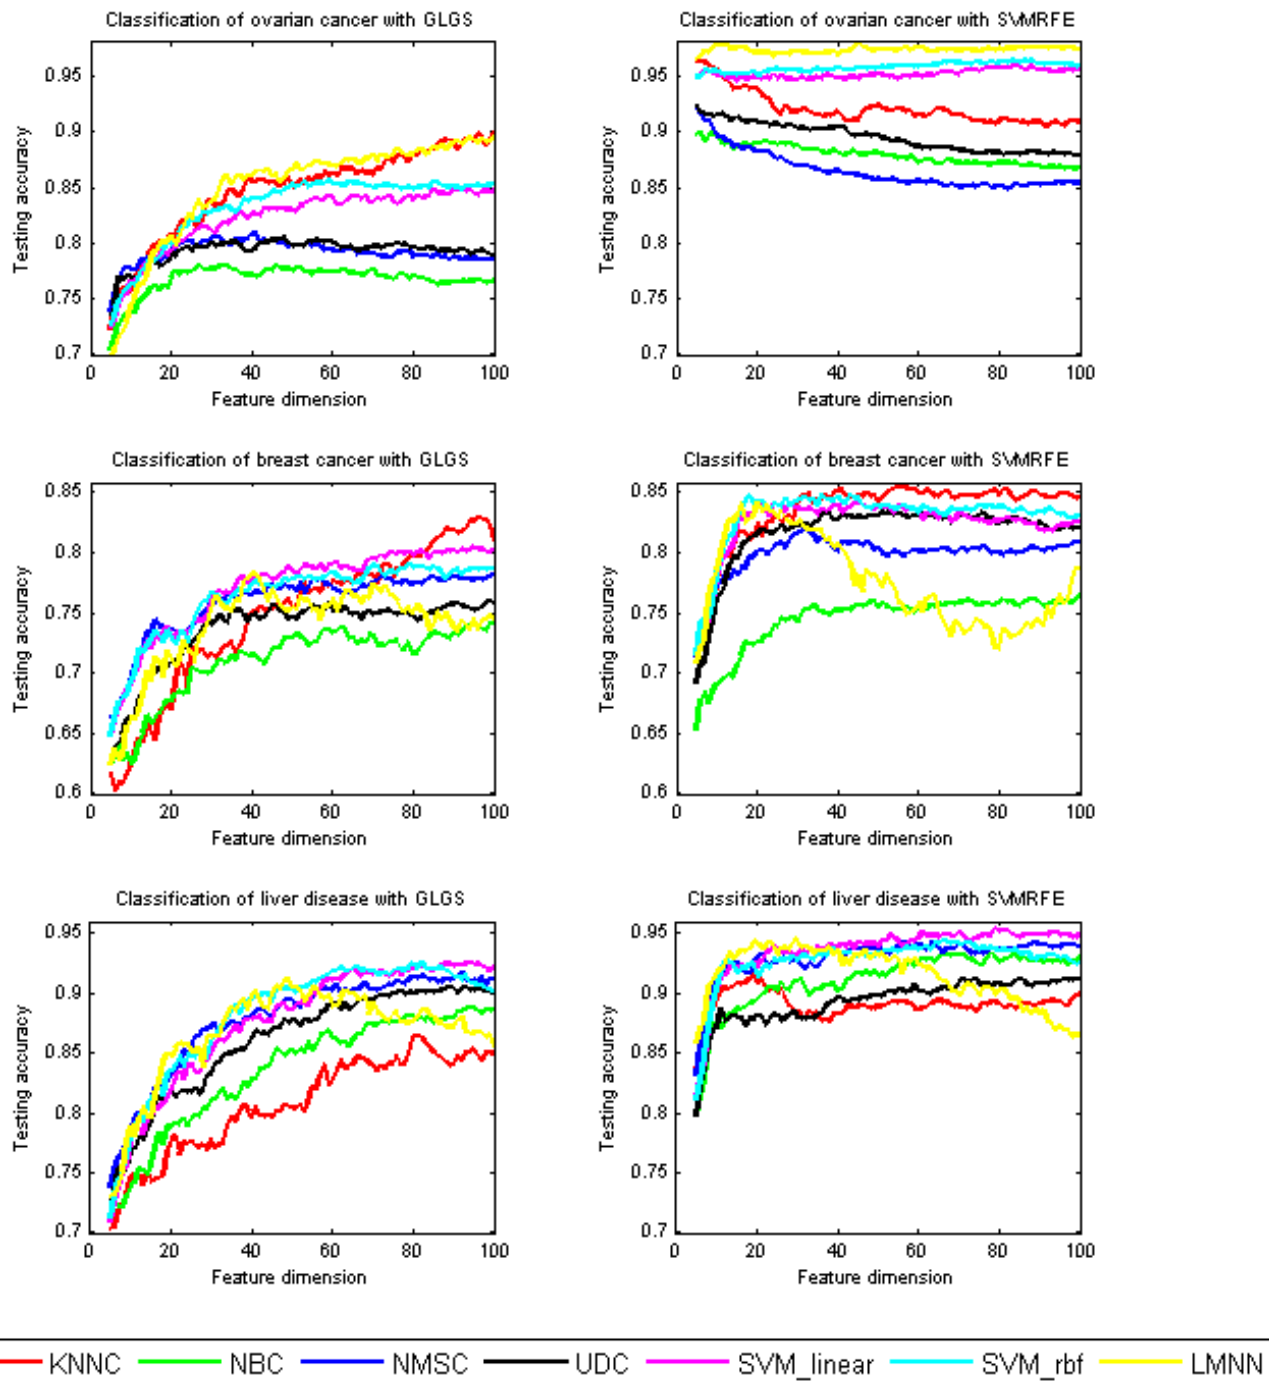 Classification of ovarian cancer with GLGS
0.95
0.9
0.85
0.8
0.75
0.7
Testing accuracy
0 20 40 60 80 100
Feature dimension
Classification of ovarian cancer with SVMRFE
0.95
0.9
0.85
0.8
0.75
0.7
Testing accuracy
0 20 40 60 80 100
Feature dimension
Classification of breast cancer with GLGS
0.85
0.8
0.75
0.7
0.65
0.6
Testing accuracy
0 20 40 60 80 100
Feature dimension
Classification of breast cancer with SVMRFE
0.85
0.8
0.75
0.7
0.65
0.6
Testing accuracy
0 20 40 60 80 100
Feature dimension
Classification of liver disease with GLGS
0.95
0.9
0.85
0.8
0.75
0.7
Testing accuracy
0 20 40 60 80 100
Feature dimension
Classification of liver disease with SVMRFE
0.95
0.9
0.85
0.8
0.75
0.7
Testing accuracy
0 20 40 60 80 100
Feature dimension
KNNC NBC NMSC UDC SVM_linear SVM_rbf LMNN